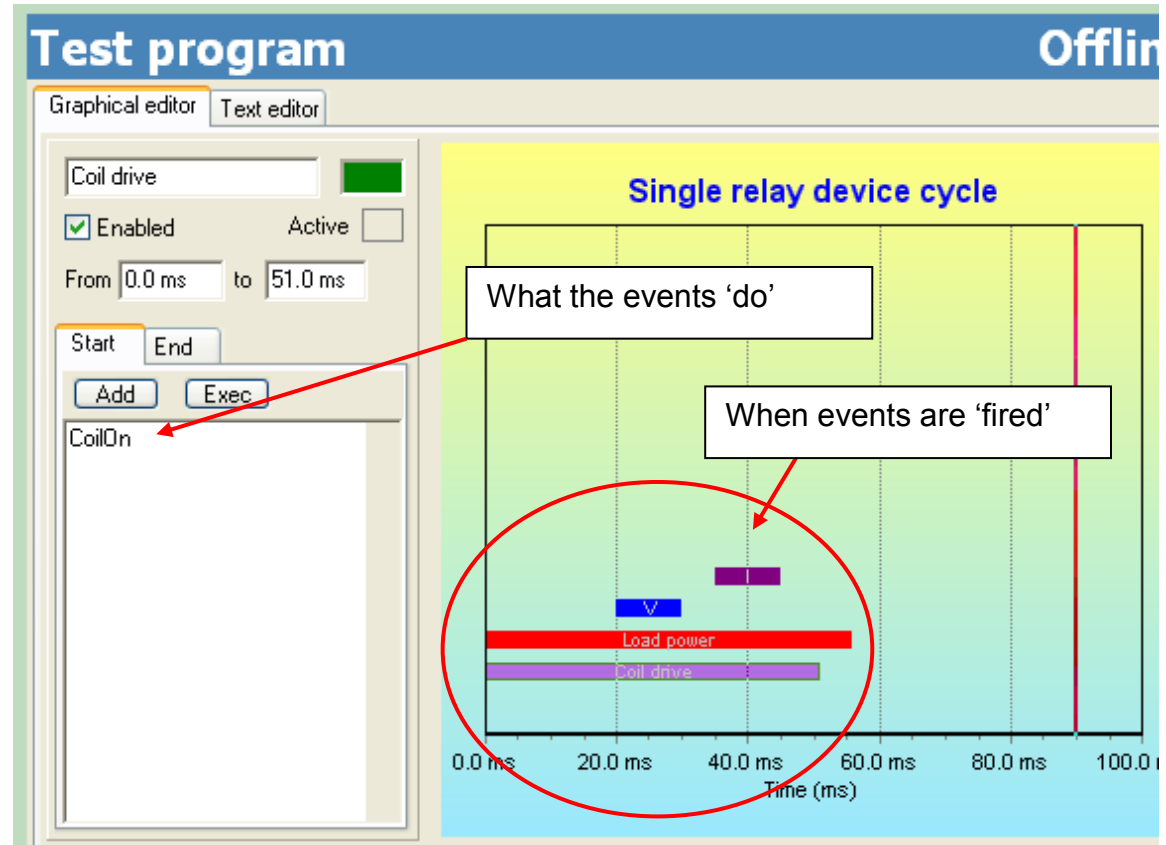 Test program
Offlin
Graphical editor
Text editor
Coil drive
Enabled
Active
From 0.0 ms to 51.0 ms
Start
End
Add
Exec
CoilOn
Single relay device cycle
What the events ‘do’
When events are ‘fired’
I
V
Load power
Coil drive
0.0 ms 20.0 ms 40.0 ms 60.0 ms 80.0 ms 100.0
Time (ms)